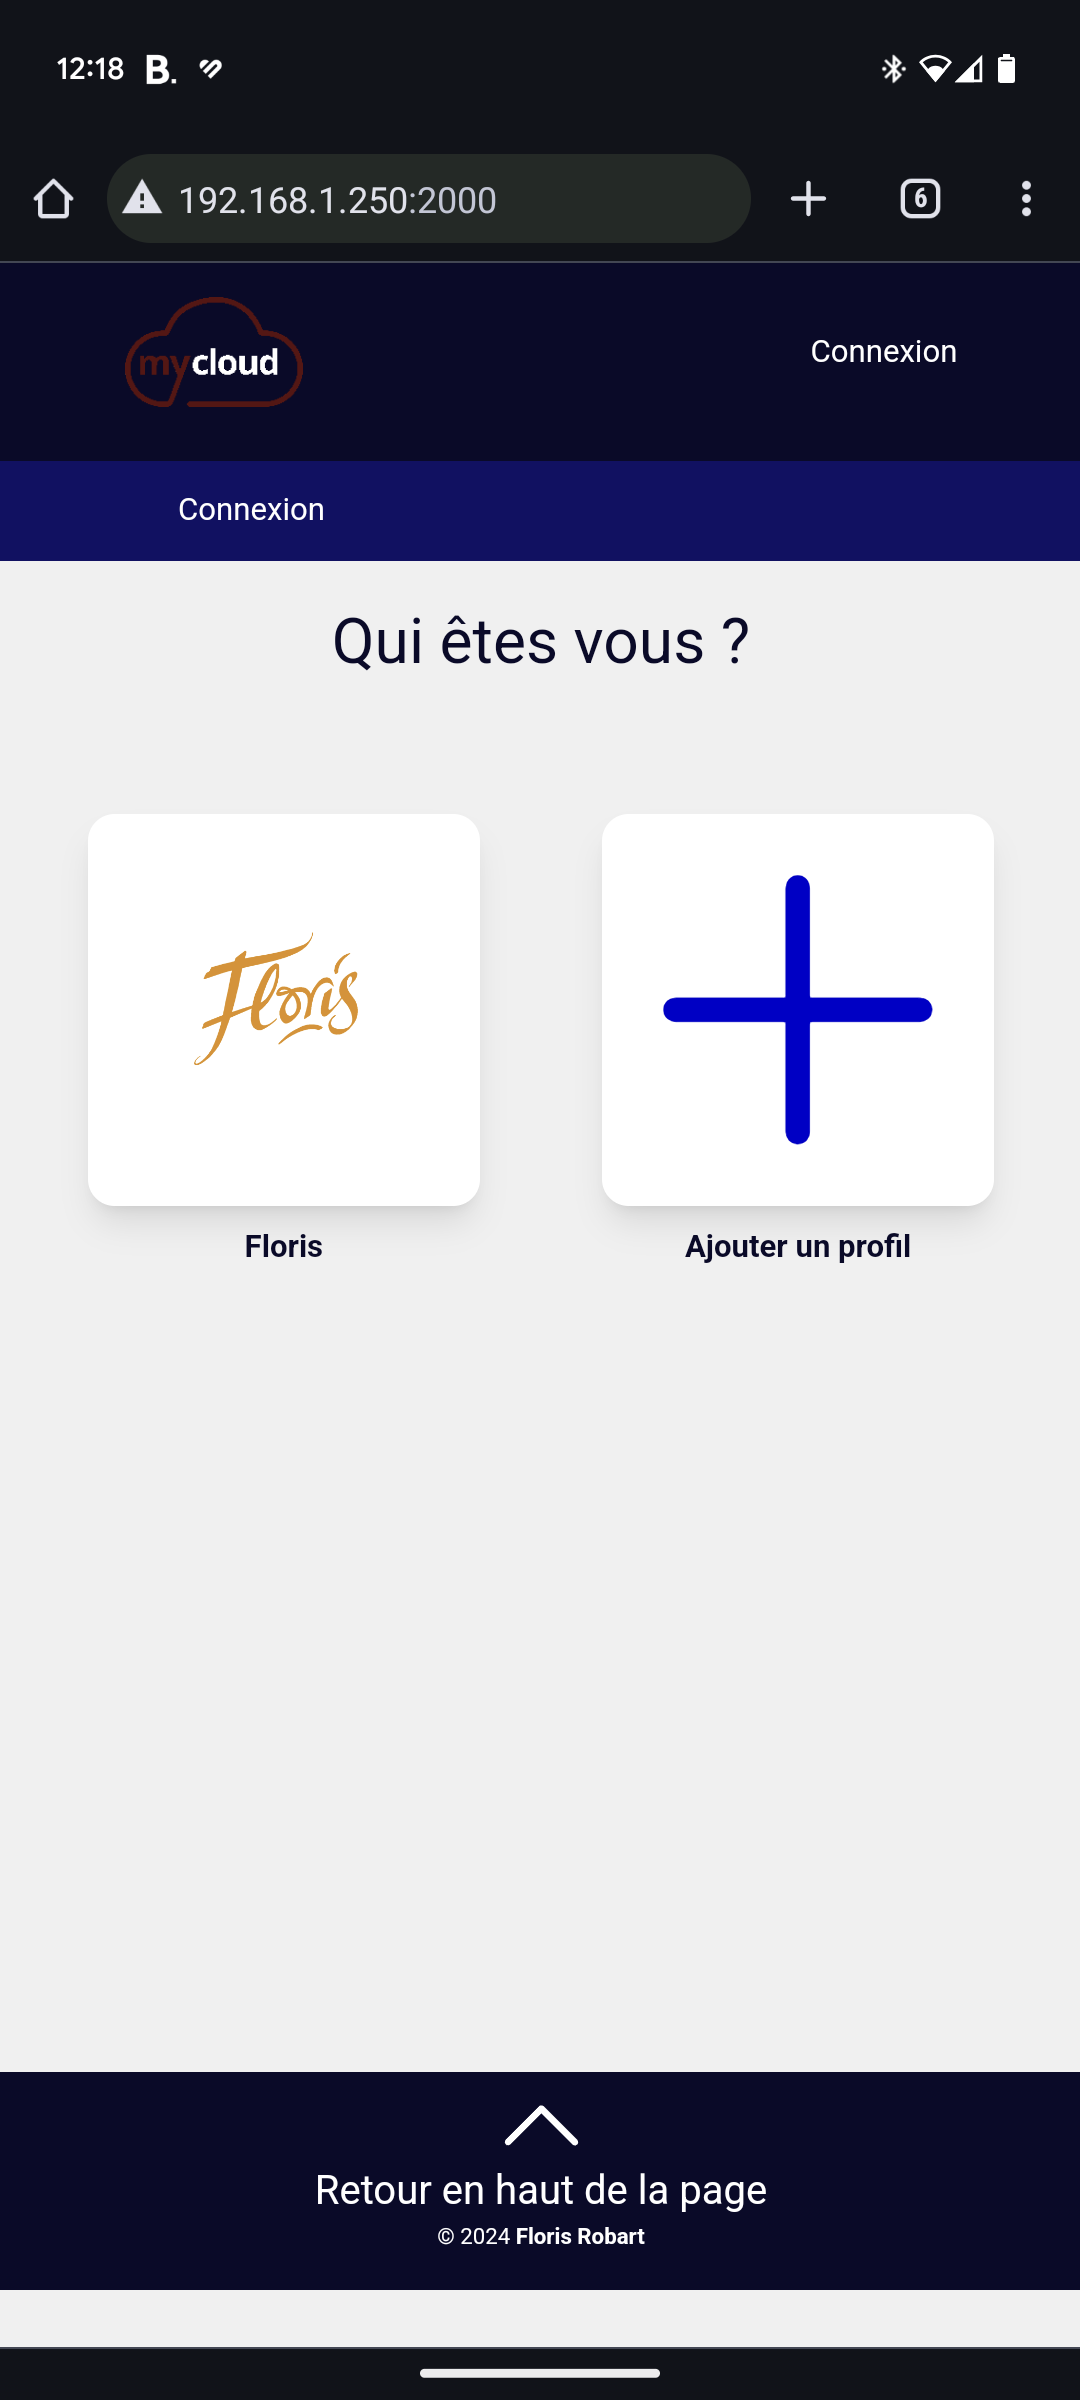 12:18 B.
192.168.1.250:2000
6
mycloud
Connexion
Connexion
Qui êtes vous ?
Floris
Floris
Ajouter un profil
Retour en haut de la page
© 2024 Floris Robart